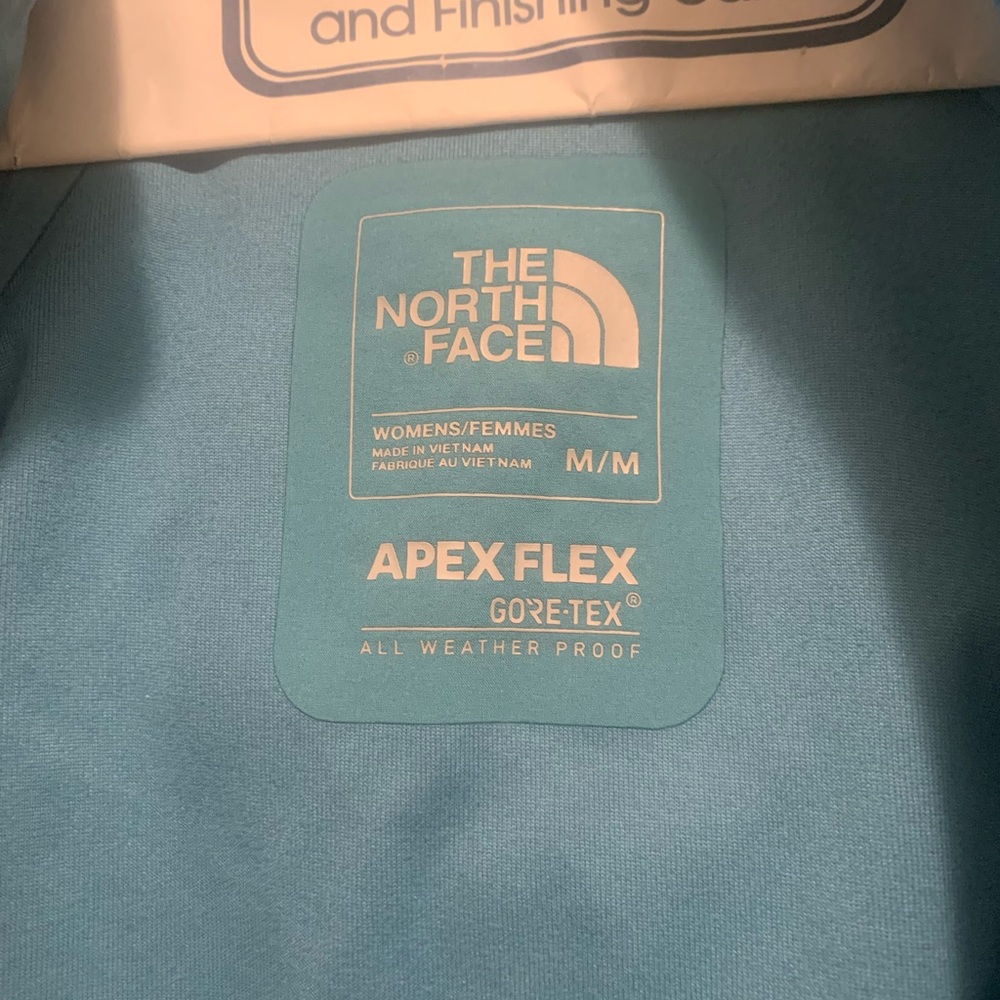 and Finishing
THE
NORTH
®FACE
WOMENS/FEMMES
MADE IN VIETNAM
FABRIQUÉ AU VIETNAM
M/M
APEX FLEX
GORE-TEX®
ALL WEATHER PROOF